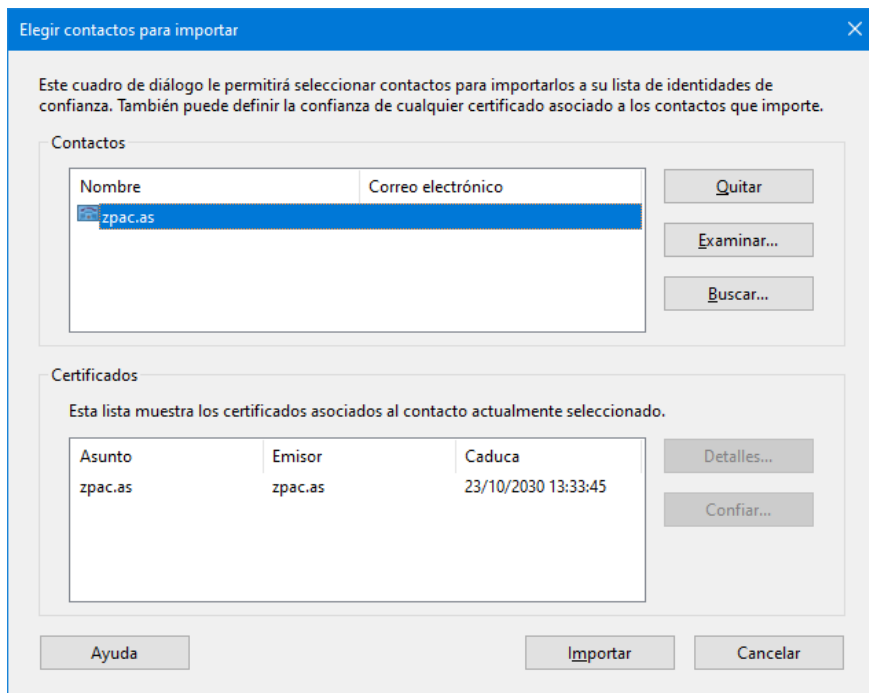 Elegir contactos para importar
Este cuadro de diálogo le permitirá seleccionar contactos para importarlos a su lista de identidades de
confianza. También puede definir la confianza de cualquier certificado asociado a los contactos que importe.
Contactos
Nombre Correo electrónico
zpac.as
Quitar
Examinar...
Buscar...
Certificados
Esta lista muestra los certificados asociados al contacto actualmente seleccionado.
Asunto Emisor Caduca
zpac.as zpac.as 23/10/2030 13:33:45
Detalles...
Confiar...
Ayuda Importar Cancelar